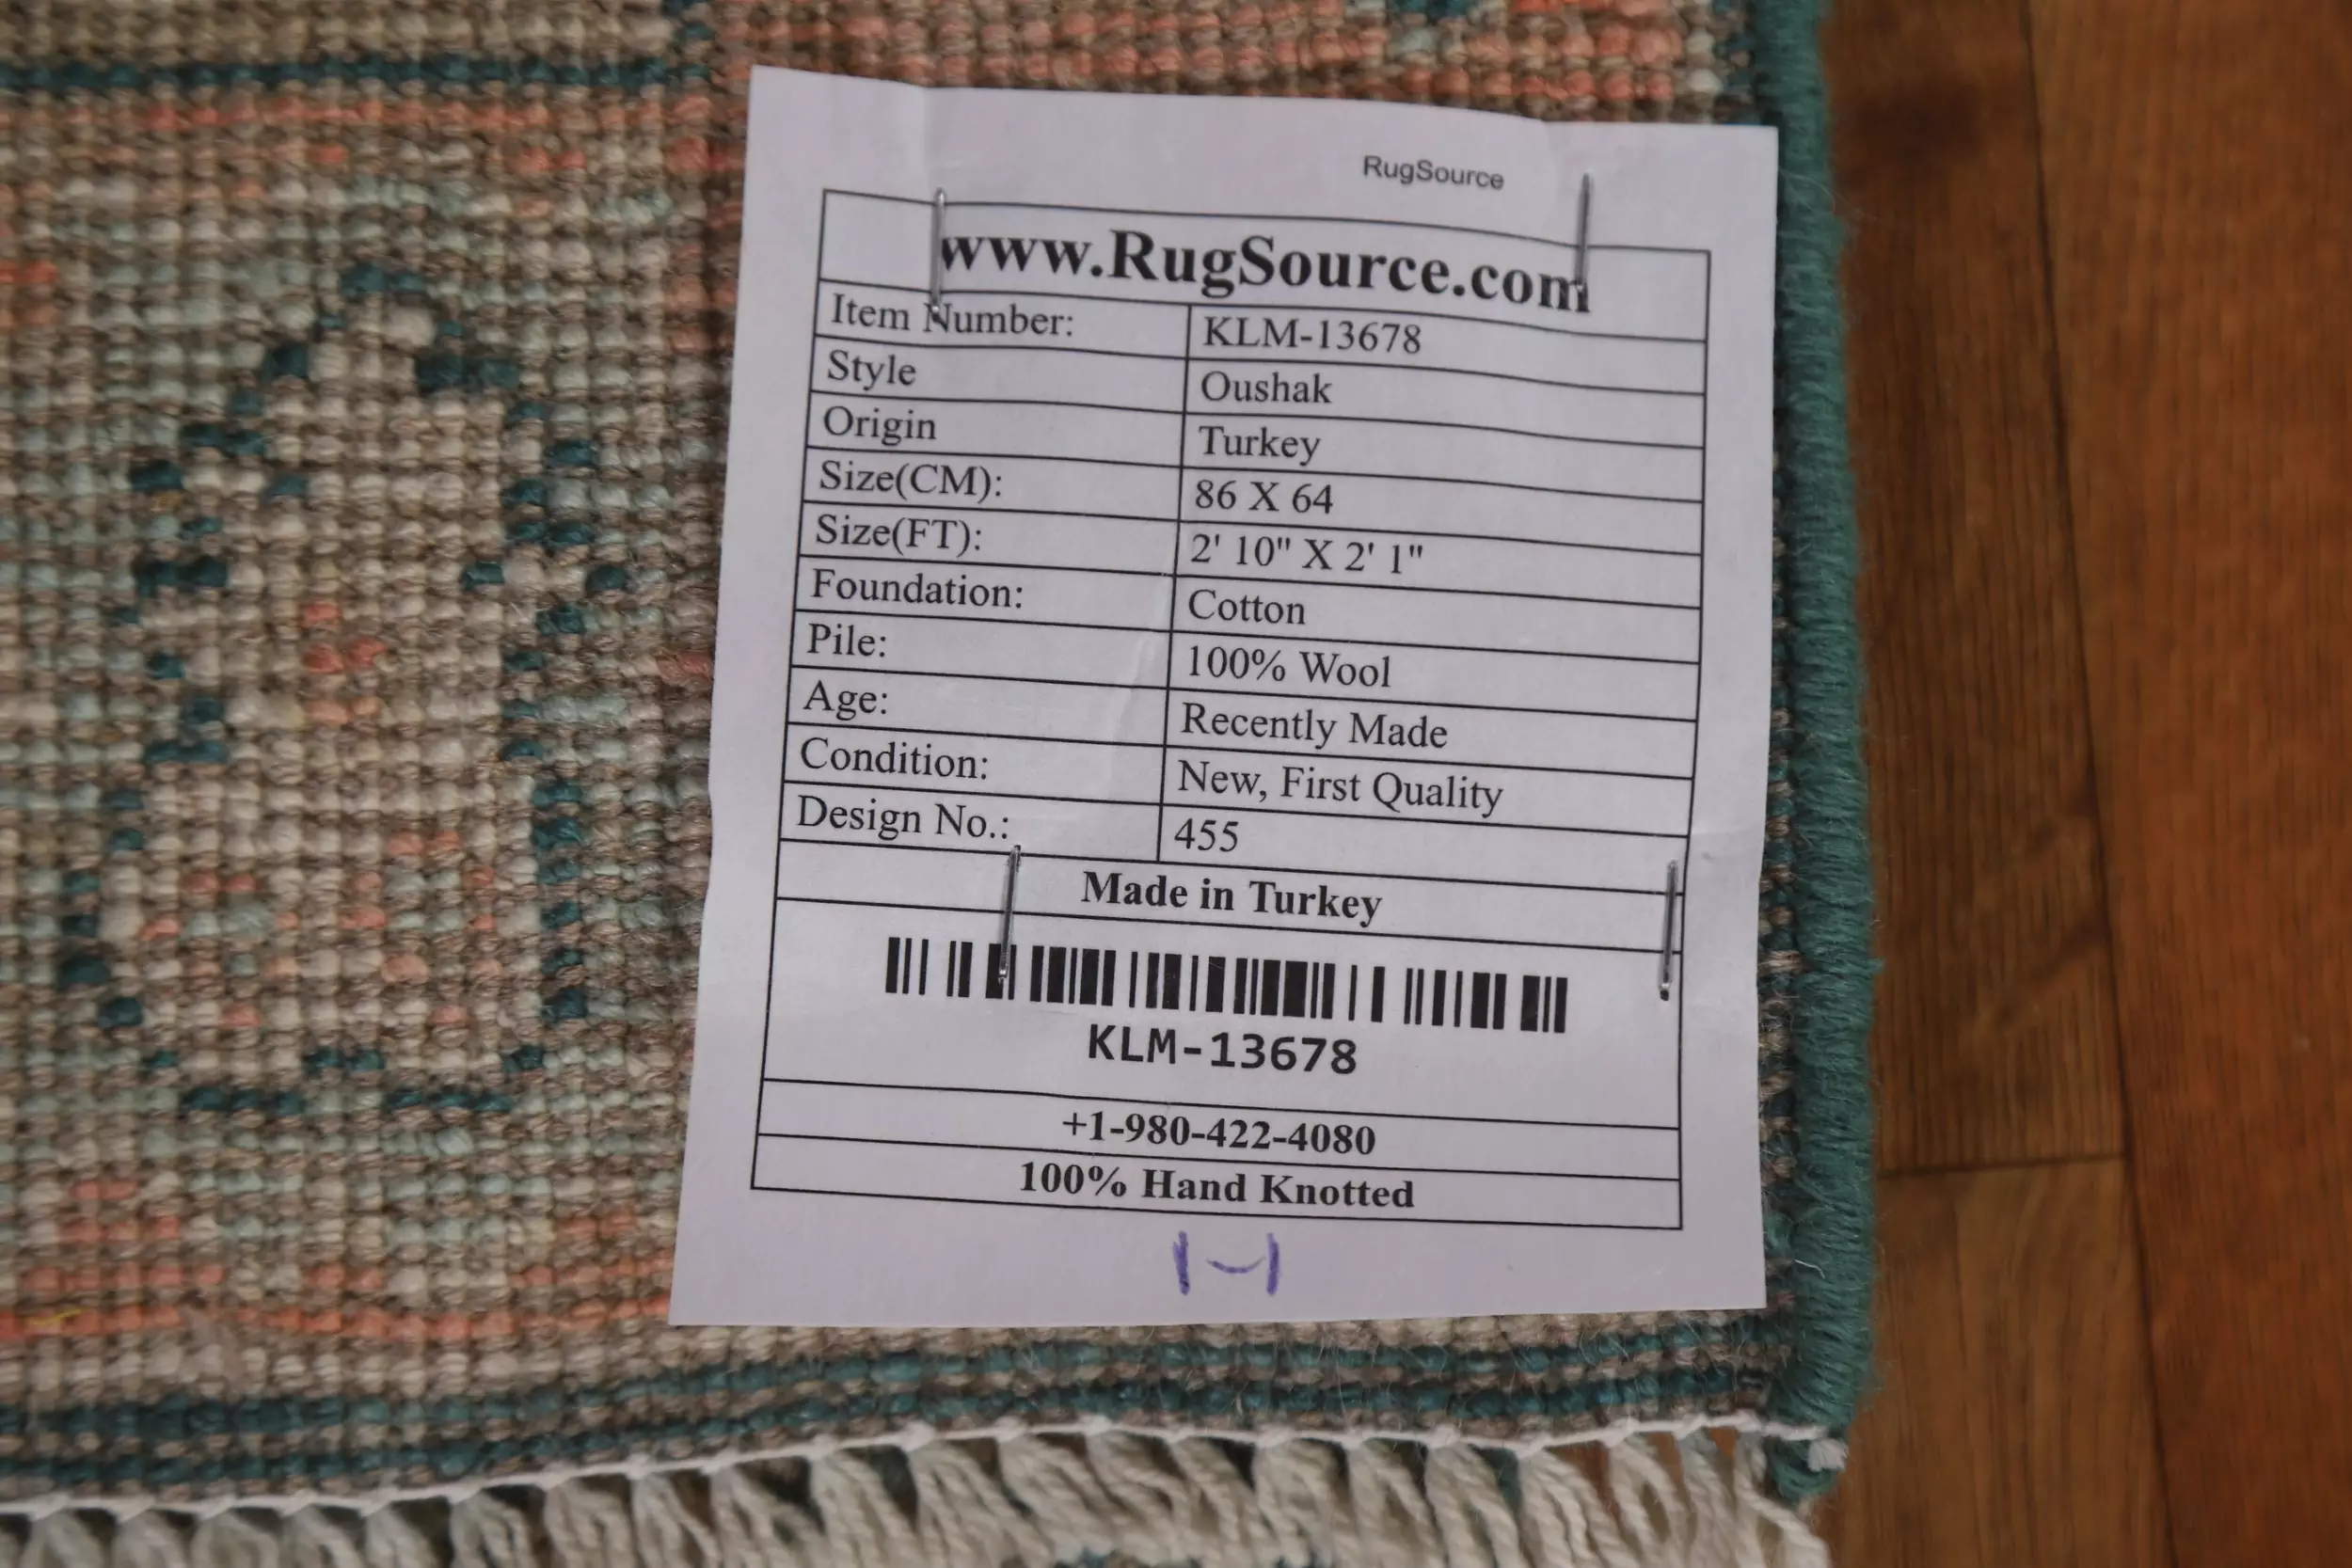 RugSource
www.RugSource.com
Item Number: KLM-13678
Style Oushak
Origin Turkey
Size(CM): 86 X 64
Size(FT): 2' 10" X 2' 1"
Foundation: Cotton
Pile: 100% Wool
Age: Recently Made
Condition: New, First Quality
Design No.: 455
Made in Turkey
KLM-13678
+1-980-422-4080
100% Hand Knotted
1-1